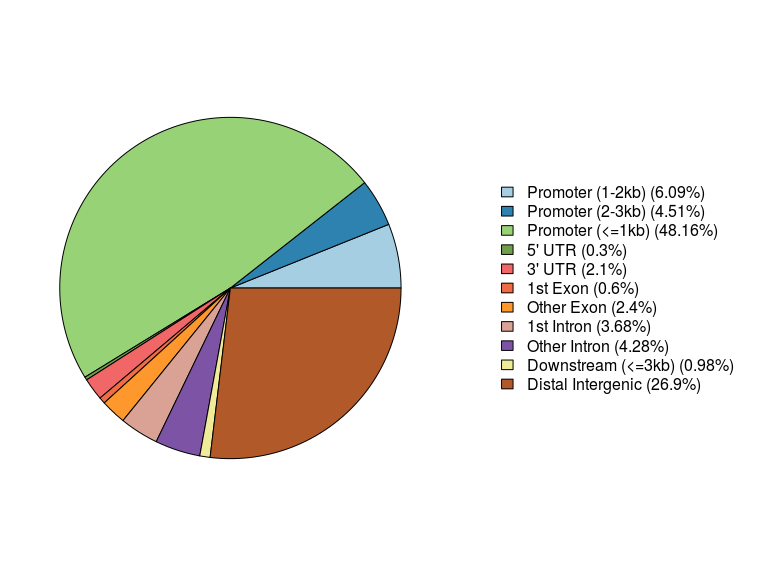 Promoter (1-2kb) (6.09%)
Promoter (2-3kb) (4.51%)
Promoter (<=1kb) (48.16%)
5' UTR (0.3%)
3' UTR (2.1%)
1st Exon (0.6%)
Other Exon (2.4%)
1st Intron (3.68%)
Other Intron (4.28%)
Downstream (<=3kb) (0.98%)
Distal Intergenic (26.9%)